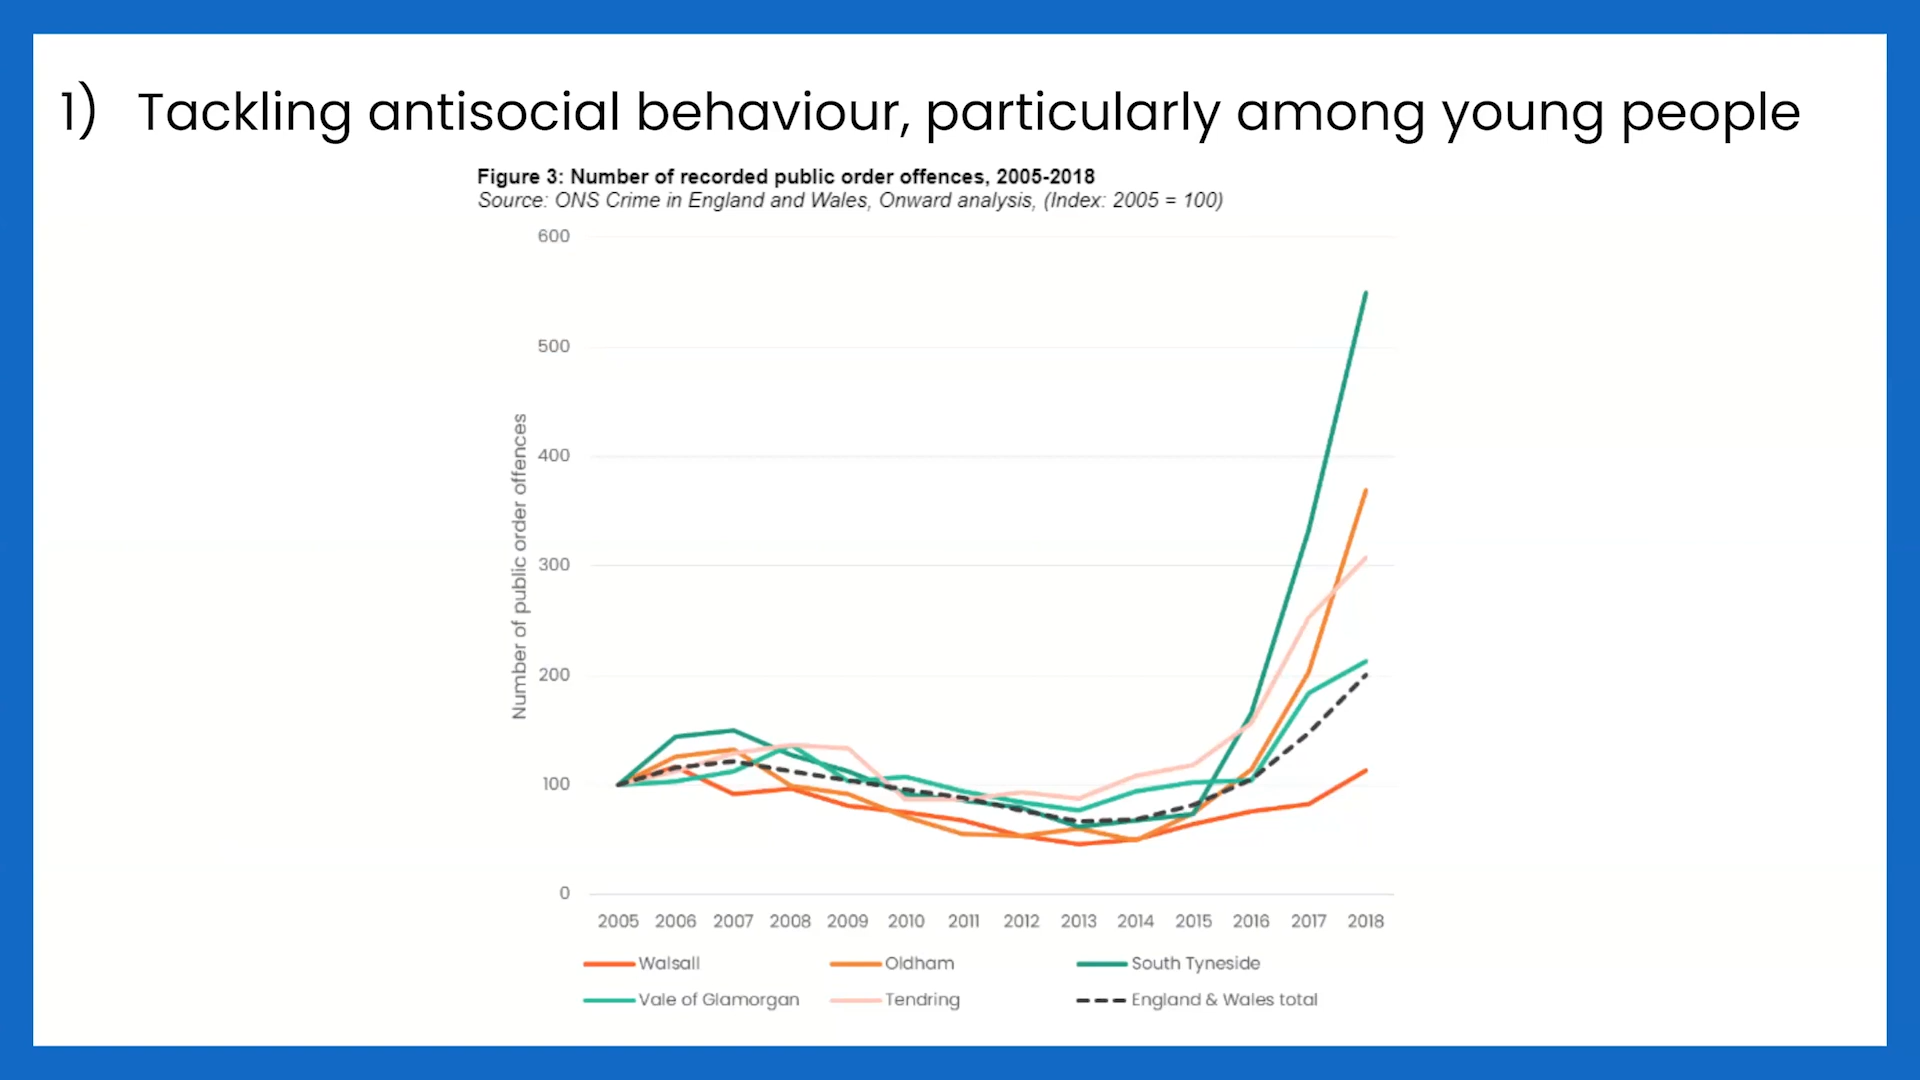 1) Tackling antisocial behaviour, particularly among young people
Figure 3: Number of recorded public order offences, 2005-2018
Source: ONS Crime in England and Wales, Onward analysis, (Index: 2005 = 100)
Number of public order offences
600
500
400
300
200
100
0
2005 2006 2007 2008 2009 2010 2011 2012 2013 2014 2015 2016 2017 2018
Walsall Oldham South Tyneside
Vale of Glamorgan Tendring England & Wales total